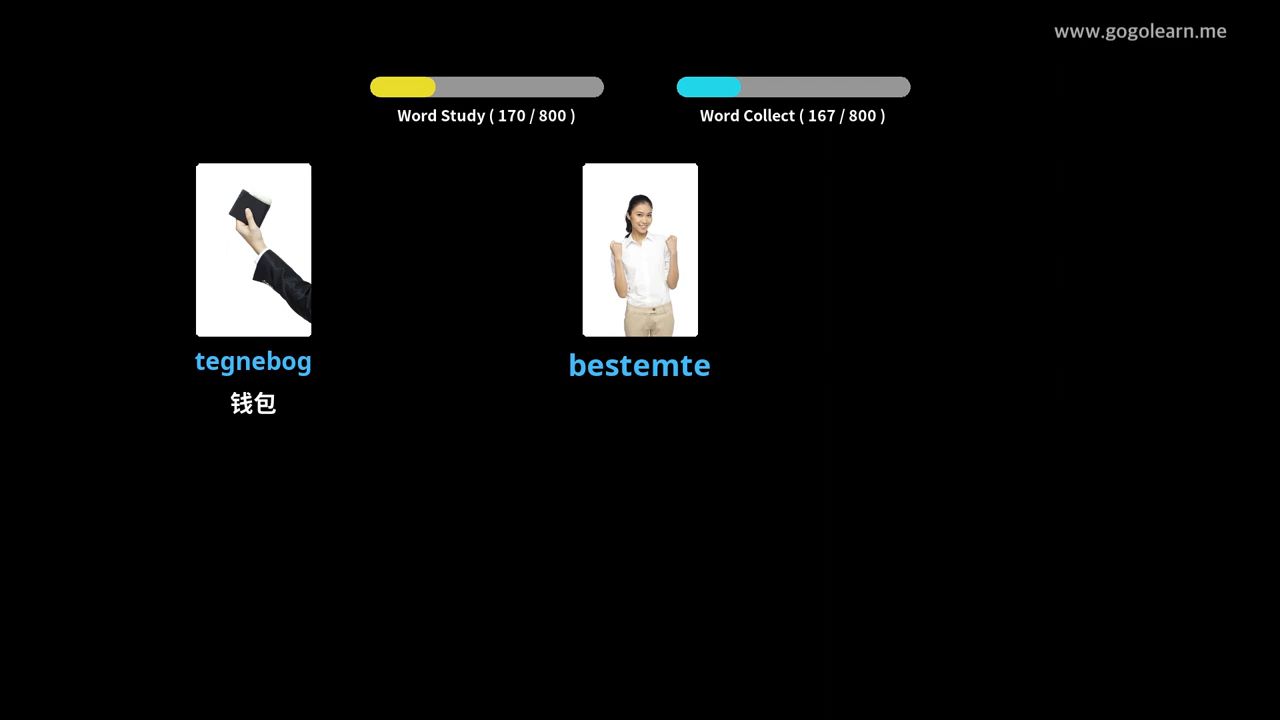 www.gogolearn.me
Word Study ( 170 / 800 )
Word Collect ( 167 / 800 )
tegnebog
钱包
bestemte